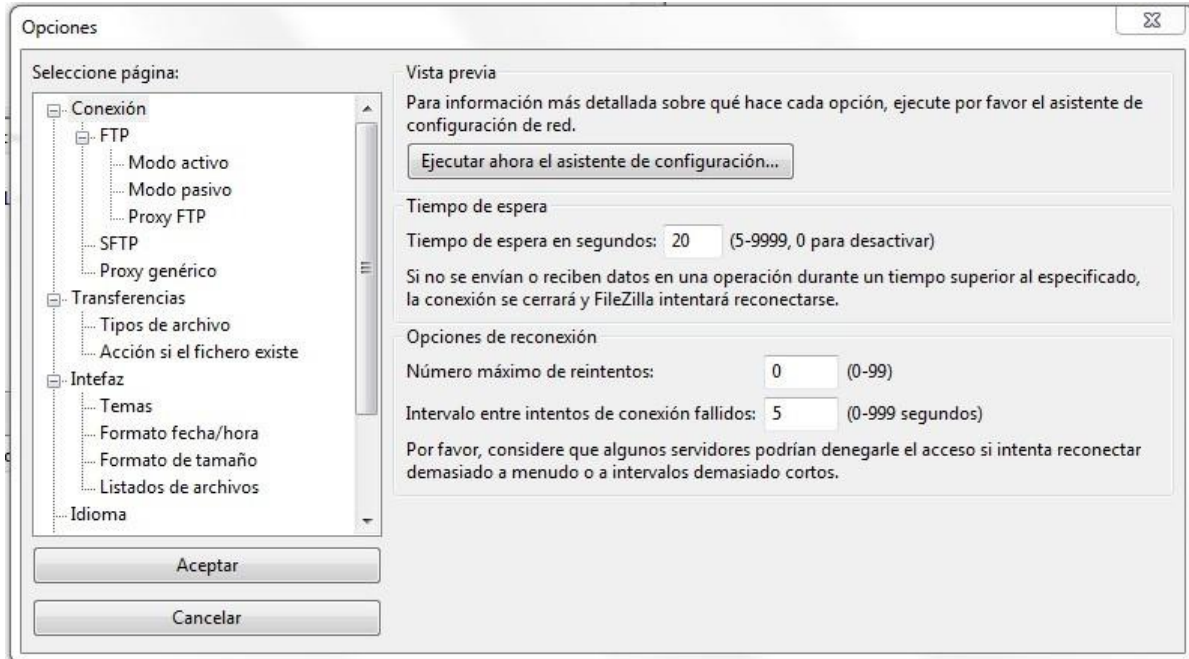 Opciones
Seleccione página:
Conexión
FTP
Modo activo
Modo pasivo
Proxy FTP
SFTP
Proxy genérico
Transferencias
Tipos de archivo
Acción si el fichero existe
Intefaz
Temas
Formato fecha/hora
Formato de tamaño
Listados de archivos
Idioma
Aceptar
Cancelar
Vista previa
Para información más detallada sobre qué hace cada opción, ejecute por favor el asistente de
configuración de red.
Ejecutar ahora el asistente de configuración...
Tiempo de espera
Tiempo de espera en segundos: 20 (5-9999, 0 para desactivar)
Si no se envían o reciben datos en una operación durante un tiempo superior al especificado,
la conexión se cerrará y FileZilla intentará reconectarse.
Opciones de reconexión
Número máximo de reintentos: 0 (0-99)
Intervalo entre intentos de conexión fallidos: 5 (0-999 segundos)
Por favor, considere que algunos servidores podrían denegarle el acceso si intenta reconectar
demasiado a menudo o a intervalos demasiado cortos.